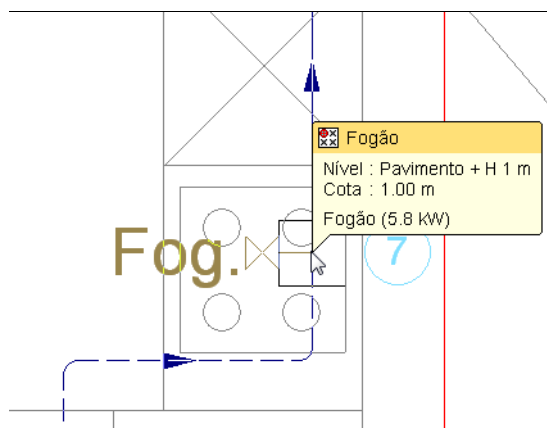 Fogão
Nível : Pavimento + H 1 m
Cota : 1.00 m
Fogão (5.8 kW)
Fog.
7